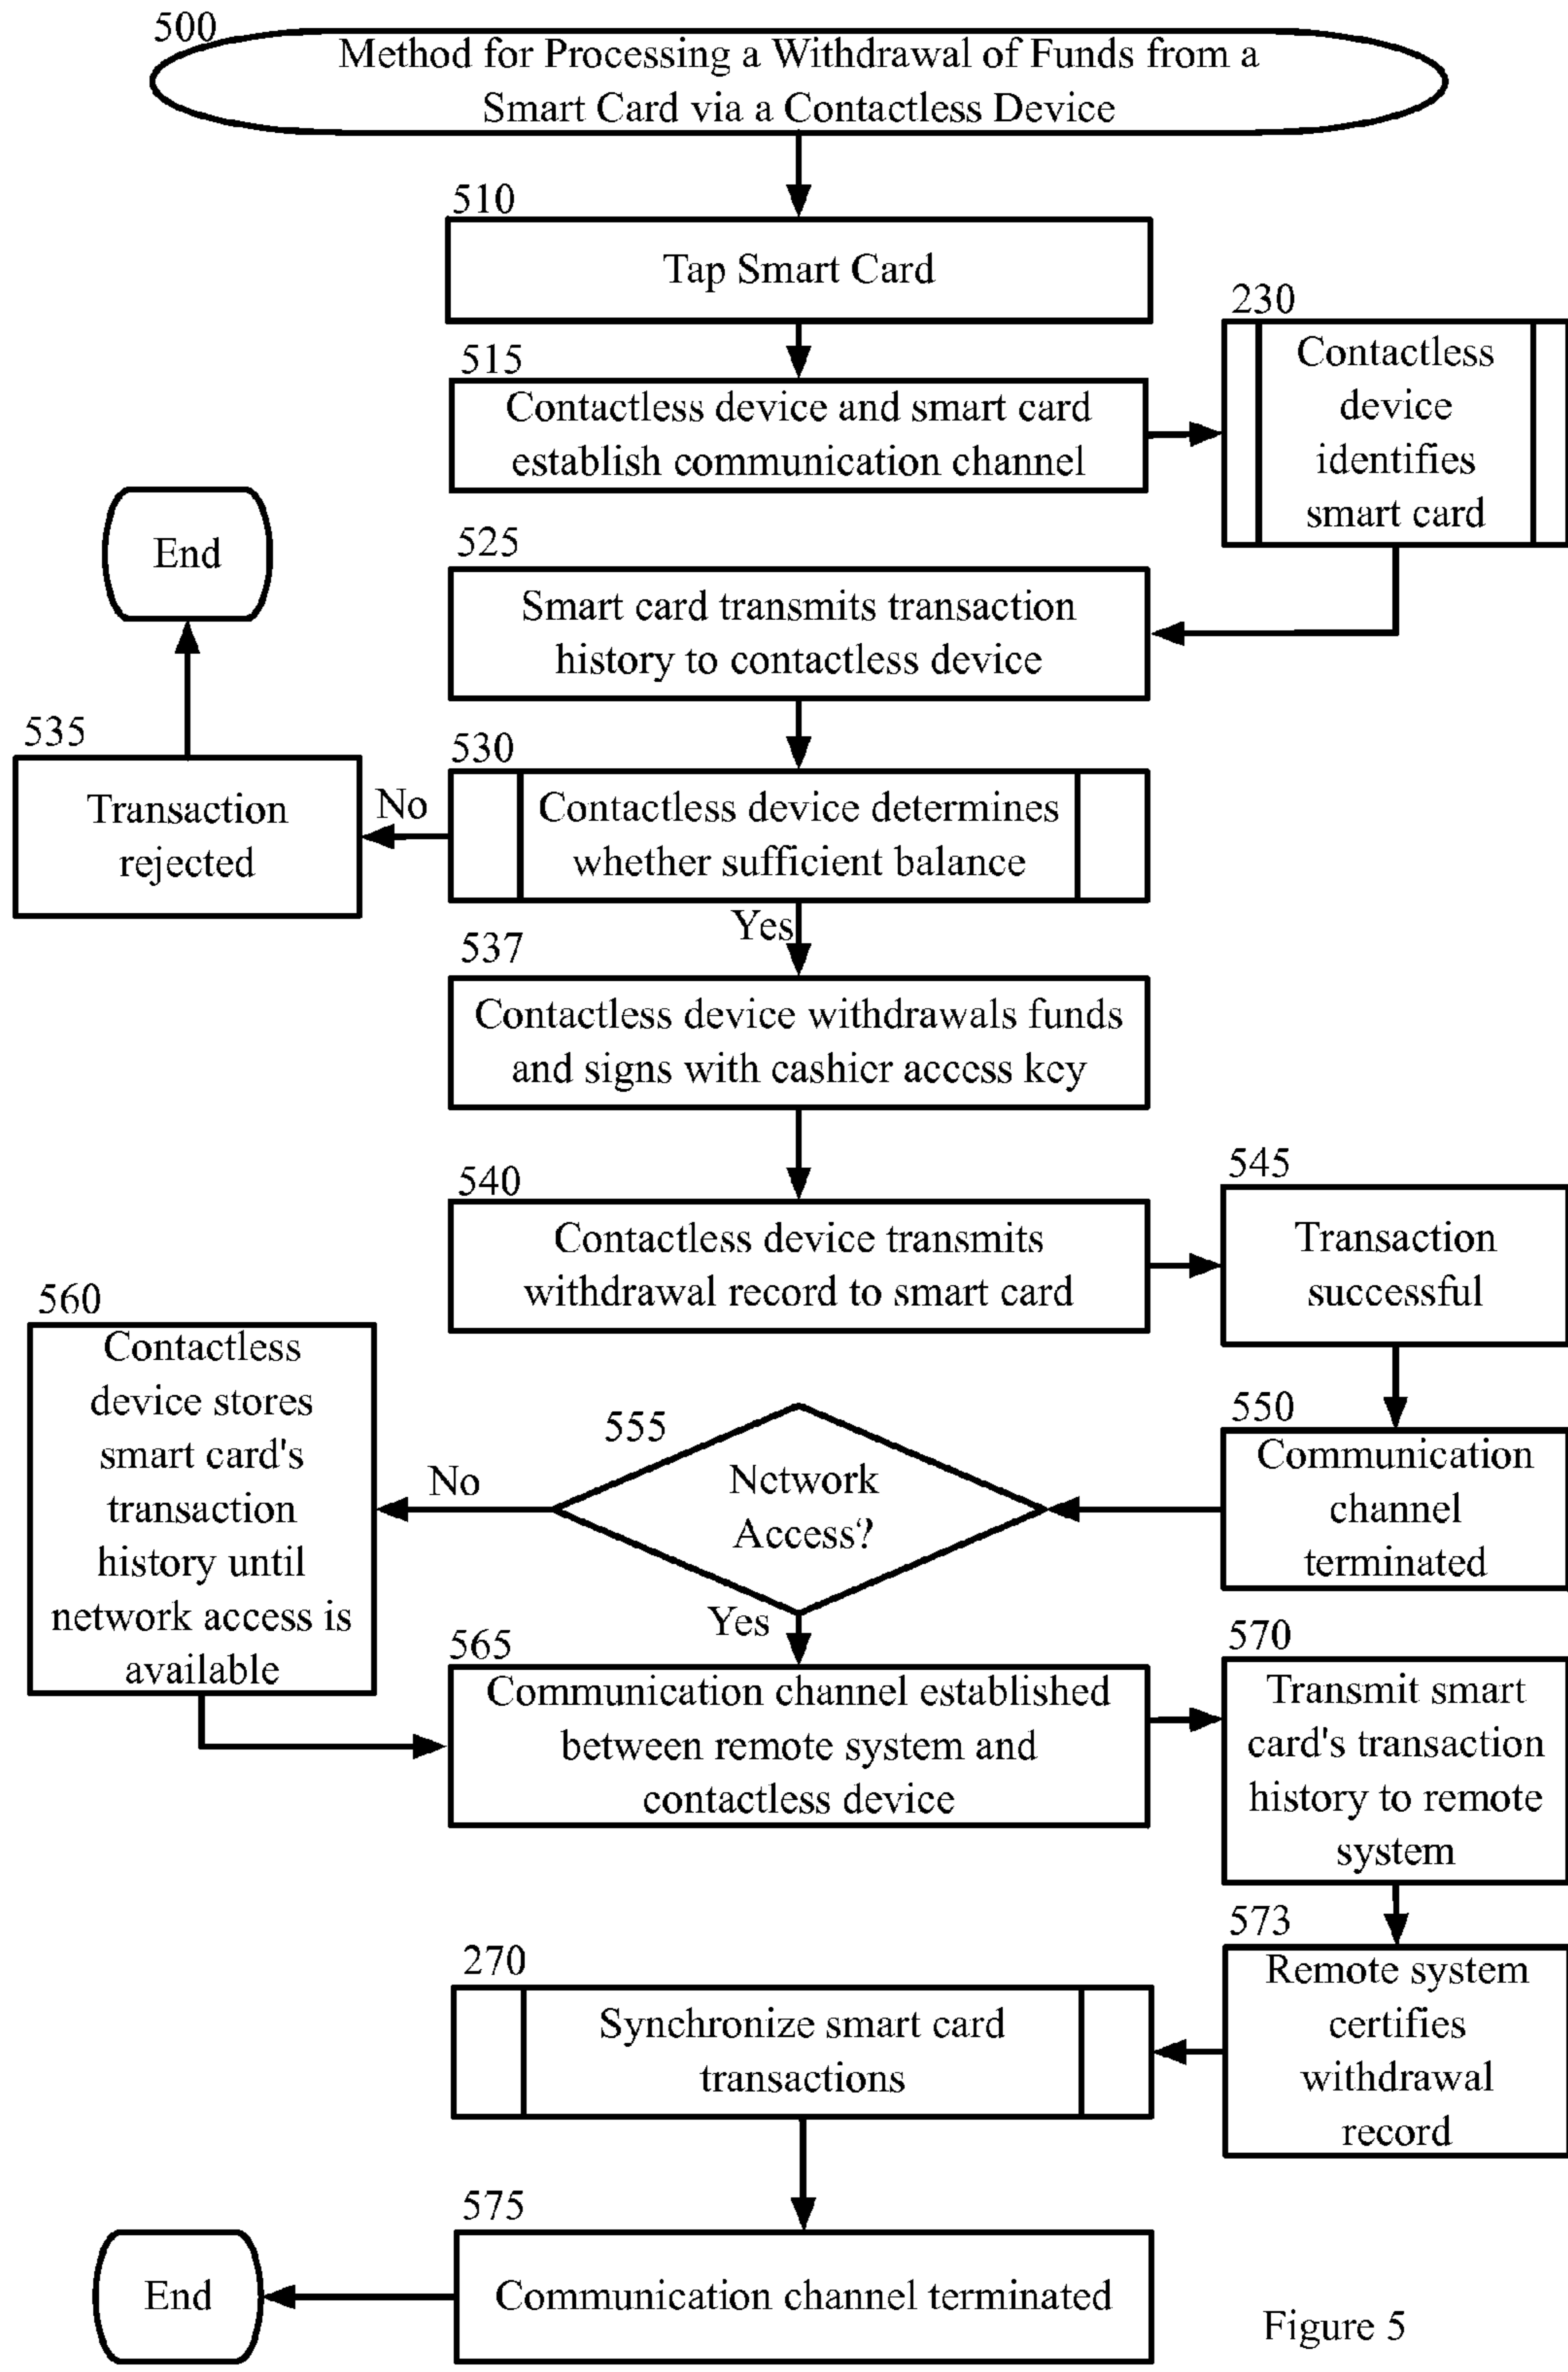 500
Method for Processing a Withdrawal of Funds from a
Smart Card via a Contactless Device
510
Tap Smart Card
515
Contactless device and smart card
establish communication channel
230
Contactless
device
identifies
smart card
End
525
Smart card transmits transaction
history to contactless device
535
Transaction
rejected
No
530
Contactless device determines
whether sufficient balance
Yes
537
Contactless device withdrawals funds
and signs with cashier access key
540
Contactless device transmits
withdrawal record to smart card
545
Transaction
successful
560
Contactless
device stores
smart card's
transaction
history until
network access is
available
No
555
Network
Access?
Yes
550
Communication
channel
terminated
565
Communication channel established
between remote system and
contactless device
570
Transmit smart
card's transaction
history to remote
system
573
Remote system
certifies
withdrawal
record
270
Synchronize smart card
transactions
575
Communication channel terminated
End
Figure 5